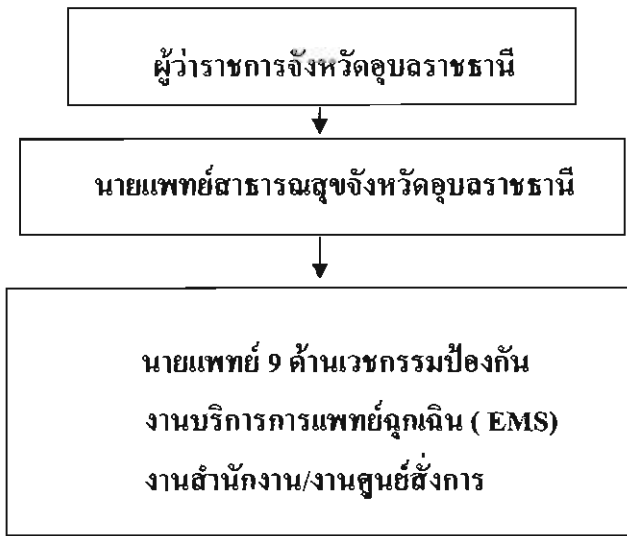 ผู้ว่าราชการจังหวัดอุบลราชธานี
นายแพทย์สาธารณสุขจังหวัดอุบลราชธานี
นายแพทย์ 9 ด้านเวชกรรมป้องกัน
งานบริการการแพทย์ฉุกเฉิน ( EMS)
งานสำนักงาน/งานศูนย์สั่งการ